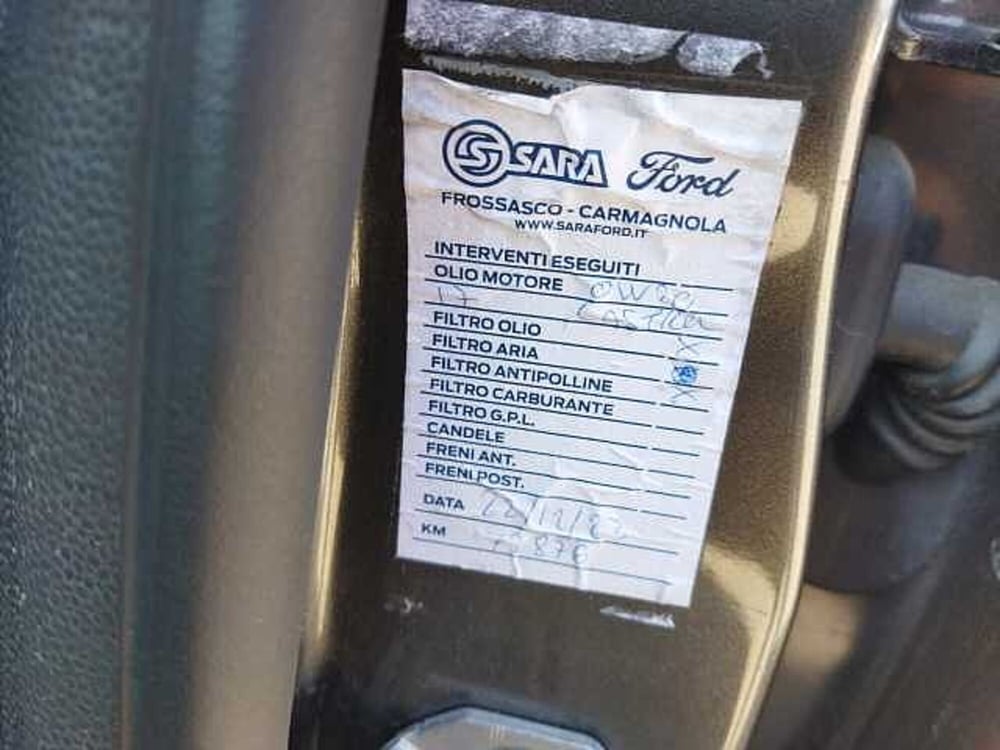 S SARA Ford
FROSSASCO - CARMAGNOLA
WWW.SARAFORD.IT
INTERVENTI ESEGUITI
OLIO MOTORE
FILTRO OLIO X
FILTRO ARIA
FILTRO ANTIPOLLINE X
FILTRO CARBURANTE
FILTRO G.P.L.
CANDELE
FRENI ANT.
FRENI POST.
DATA
KM